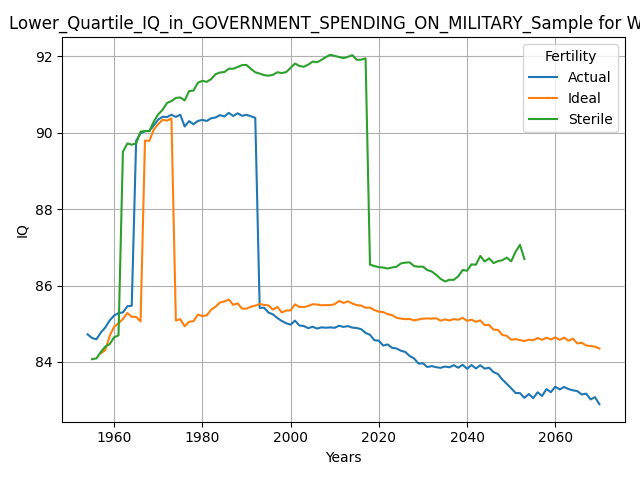 Lower_Quartile_IQ_in_GOVERNMENT_SPENDING_ON_MILITARY_Sample for W
Fertility
Actual
Ideal
Sterile
IQ
92
90
88
86
84
1960 1980 2000 2020 2040 2060
Years